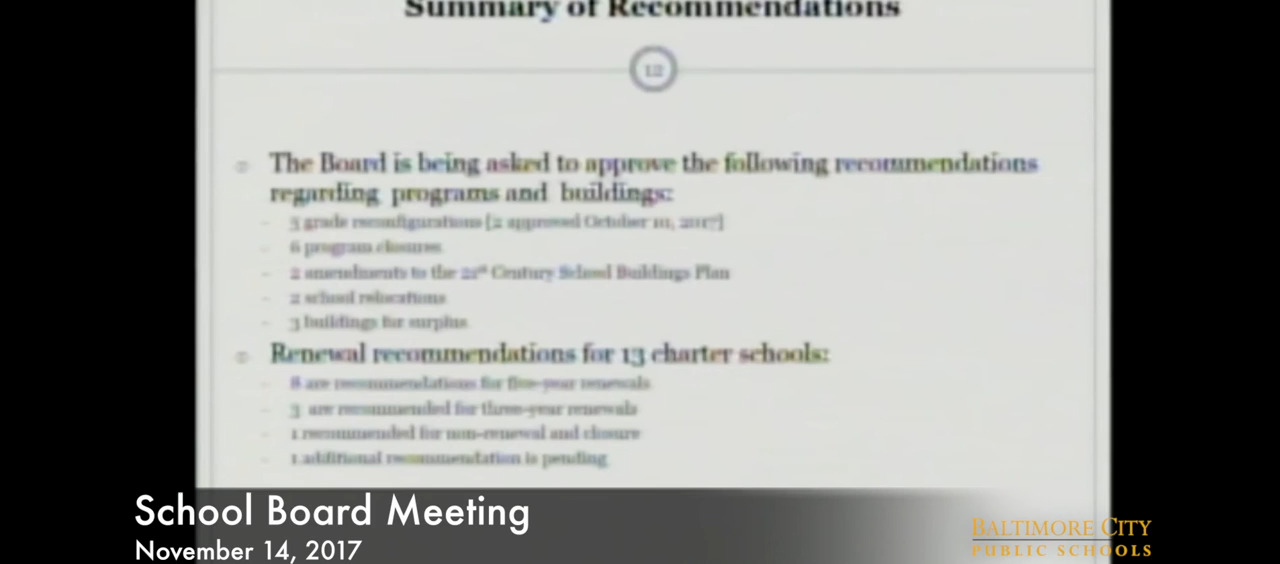 Summary of Recommendations
12
The Board is being asked to approve the following recommendations
regarding programs and buildings:
grade reconfigurations [2 approved October 10, 2017]
6 program closures
2 amendments to the 21st Century School Buildings Plan
2 school relocations
3 buildings for surplus
Renewal recommendations for 13 charter schools:
8 are recommendations for five-year renewals
3 are recommended for three-year renewals
1 recommended for non-renewal and closure
1 additional recommendation is pending
School Board Meeting
November 14, 2017
BALTIMORE CITY
PUBLIC SCHOOLS